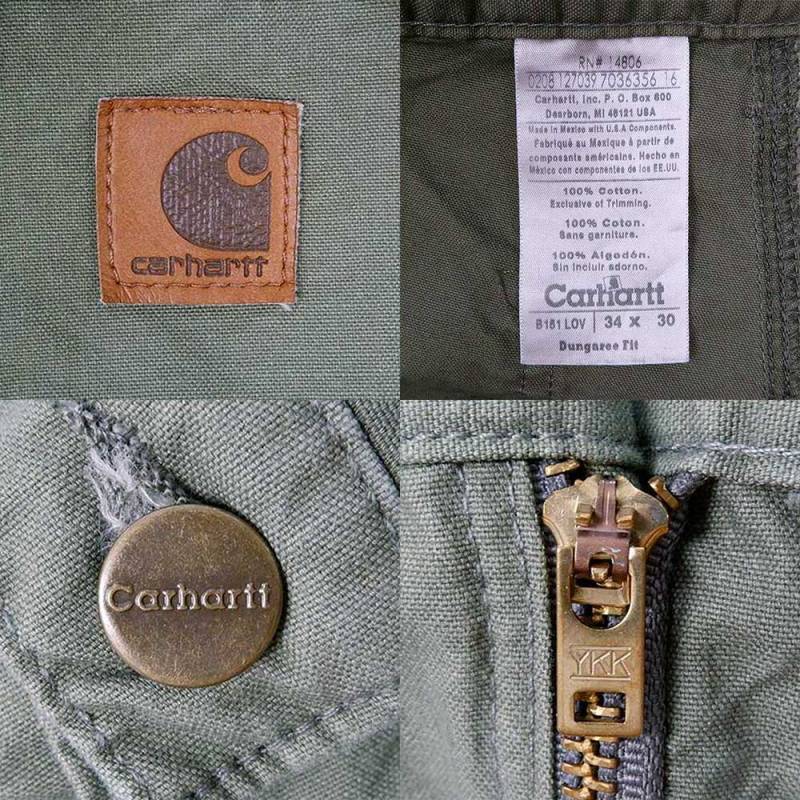 carhartt
RN# 14806
0208 127039 7036356 16
Carhartt, Inc. P. O. Box 600
Dearborn, MI 48121 USA
Made in Mexico with U.S.A Components.
Fabriqué au Mexique à partir de
composants américains. Hecho en
México con componentes de los EE.UU.
100% Cotton.
Exclusive of Trimming.
100% Coton.
Sans garniture.
100% Algodón.
Sin incluir adorno.
Carhartt
B151 LOV 34 x 30
Dungaree Fit
Carhartt
YKK